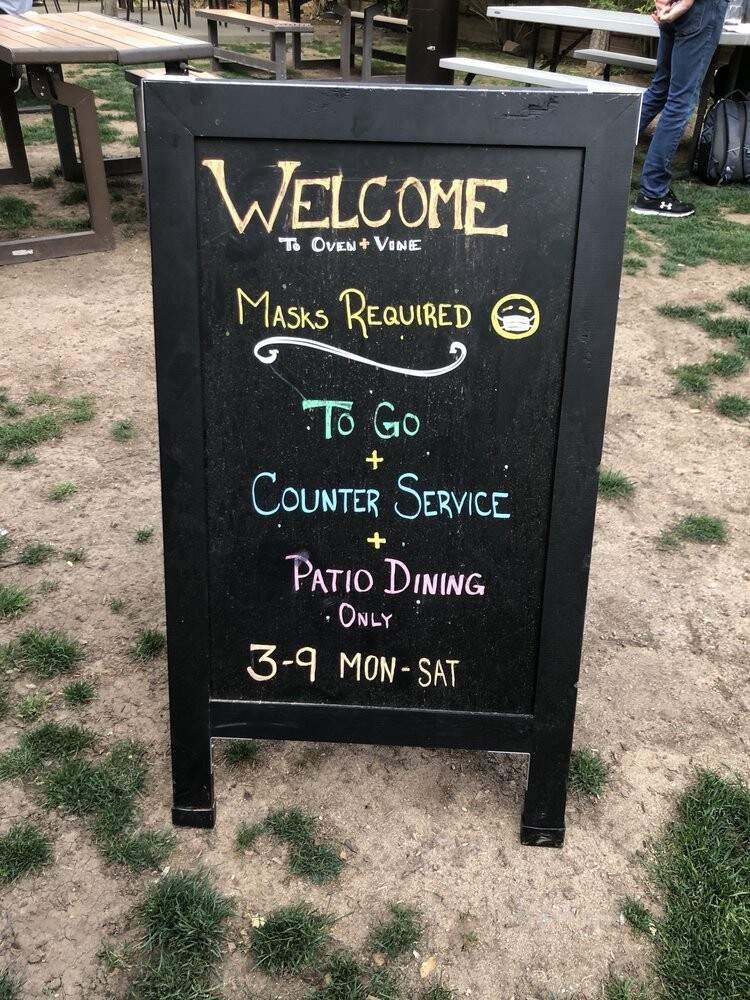 WELCOME
TO OVEN + VINE
MASKS REQUIRED
TO GO
+
COUNTER SERVICE
+
PATIO DINING
ONLY
3-9 MON-SAT